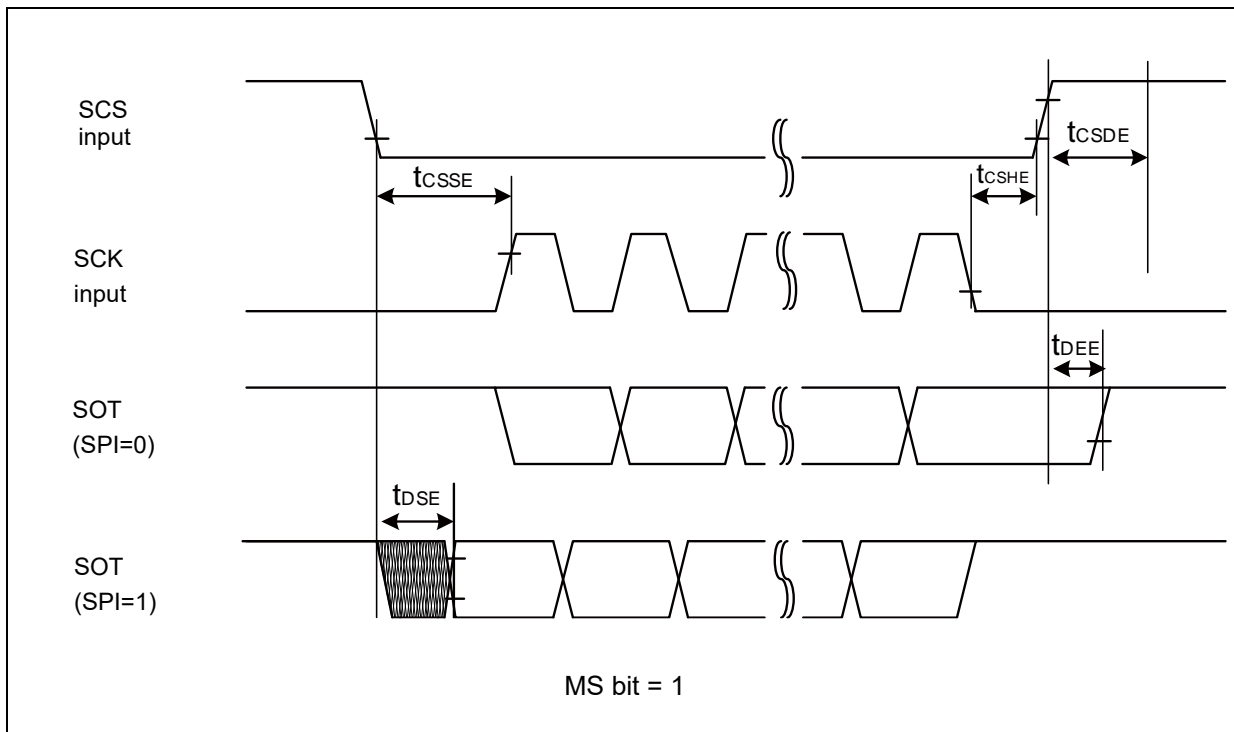 SCS
input
tCSDE
tCSSE
tCSHE
SCK
input
tDEE
SOT
(SPI=0)
tDSE
SOT
(SPI=1)
MS bit = 1